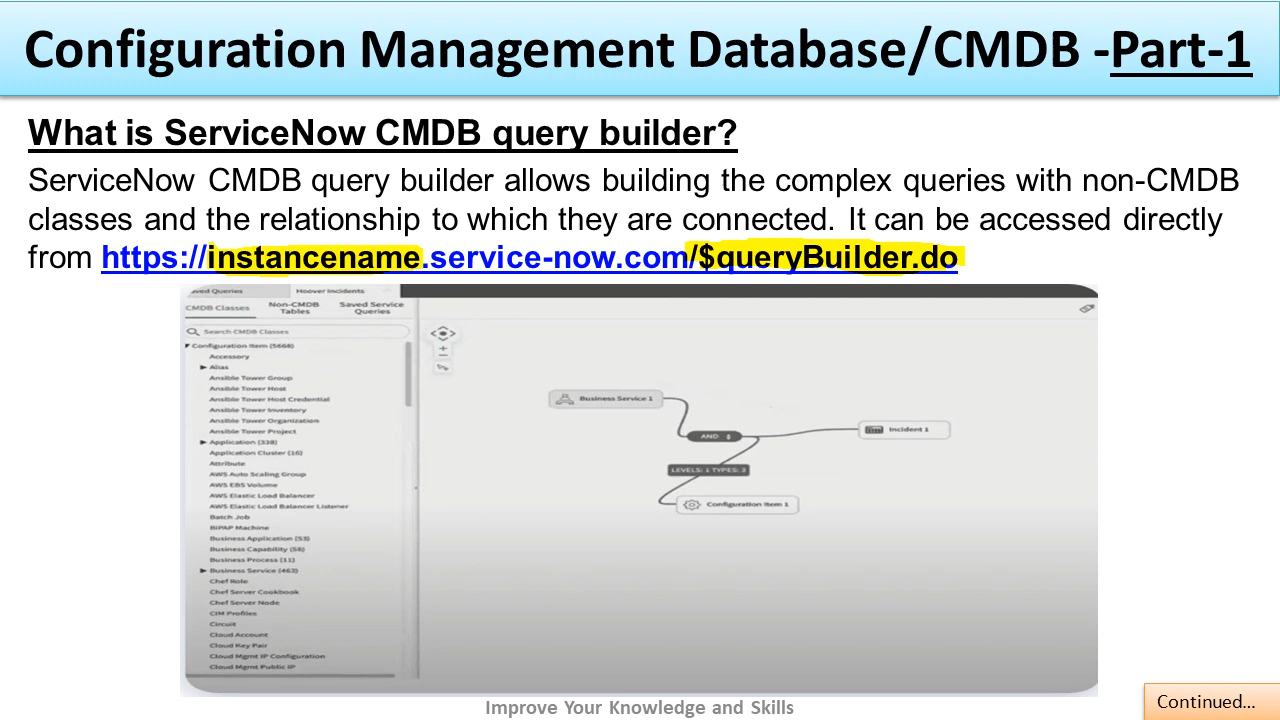 Configuration Management Database/CMDB -Part-1
What is ServiceNow CMDB query builder?
ServiceNow CMDB query builder allows building the complex queries with non-CMDB
classes and the relationship to which they are connected. It can be accessed directly
from https://instancename.service-now.com/$queryBuilder.do
ved Queries
Hoover Incidents
CMDB Classes
Non-CMDB
Tables
Saved Service
Queries
Search CMDB Classes
Configuration Item (5668)
Accessory
Alias
Ansible Tower Group
Ansible Tower Host
Ansible Tower Host Credential
Ansible Tower Inventory
Ansible Tower Organization
Ansible Tower Project
Application (338)
Application Cluster (16)
Attribute
AWS Auto Scaling Group
AWS EBS Volume
AWS Elastic Load Balancer
AWS Elastic Load Balancer Listener
Batch Job
BiPAP Machine
Business Application (53)
Business Capability (58)
Business Process (11)
Business Service (463)
Chef Role
Chef Server Cookbook
Chef Server Node
CIM Profiles
Circuit
Cloud Account
Cloud Key Pair
Cloud Mgmt IP Configuration
Cloud Mgmt Public IP
Business Service 1
AND
Incident 1
LEVELS: 1 TYPES: 3
Configuration Item 1
Improve Your Knowledge and Skills
Continued…